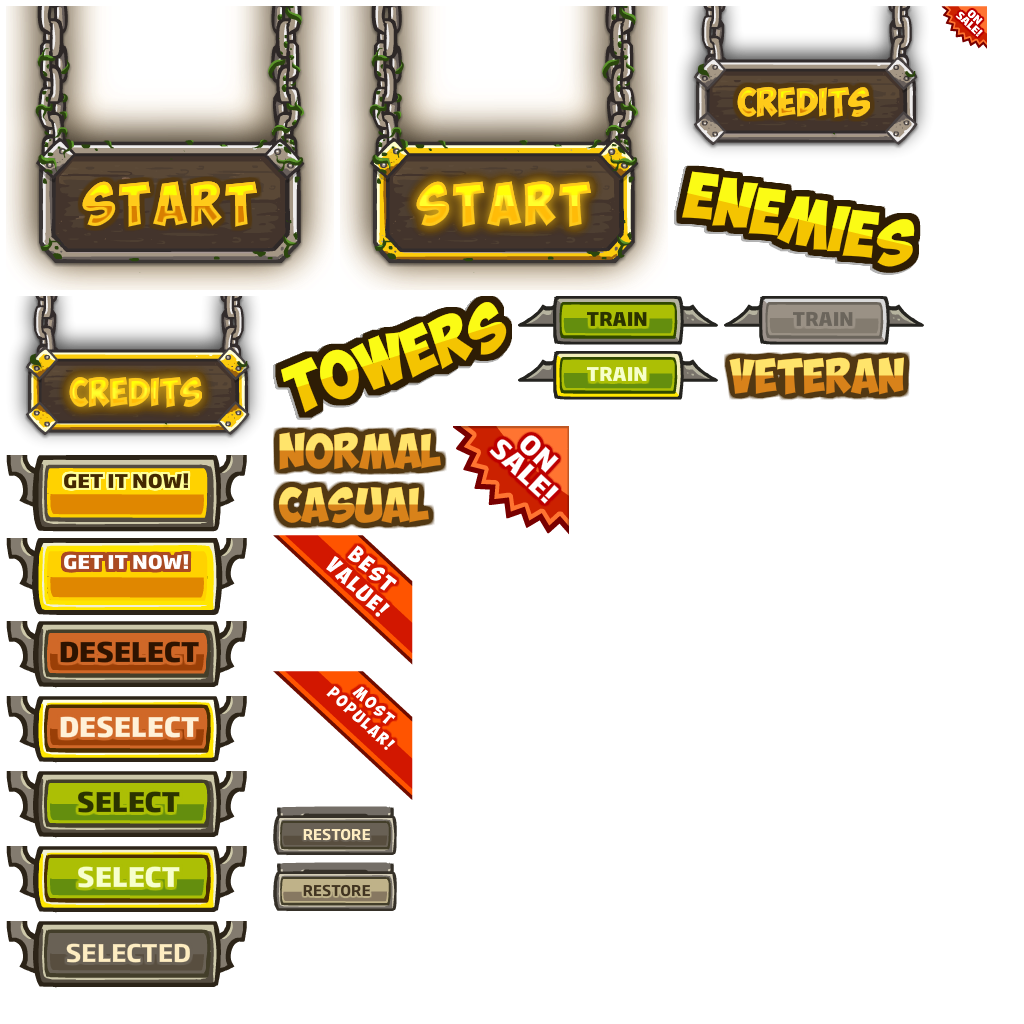 START
START
CREDITS
ON
SALE!
ENEMIES
CREDITS
TOWERS
TRAIN
TRAIN
TRAIN
VETERAN
NORMAL
CASUAL
ON
SALE!
GET IT NOW!
GET IT NOW!
BEST
VALUE!
DESELECT
DESELECT
MOST
POPULAR!
SELECT
SELECT
SELECTED
RESTORE
RESTORE